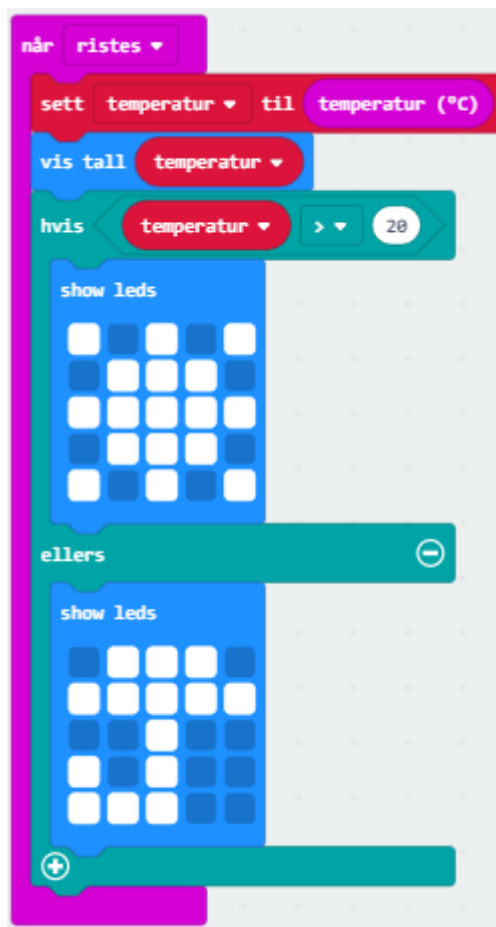 når ristes
sett temperatur til temperatur (°C)
vis tall temperatur
hvis temperatur > 20
show leds
ellers
show leds